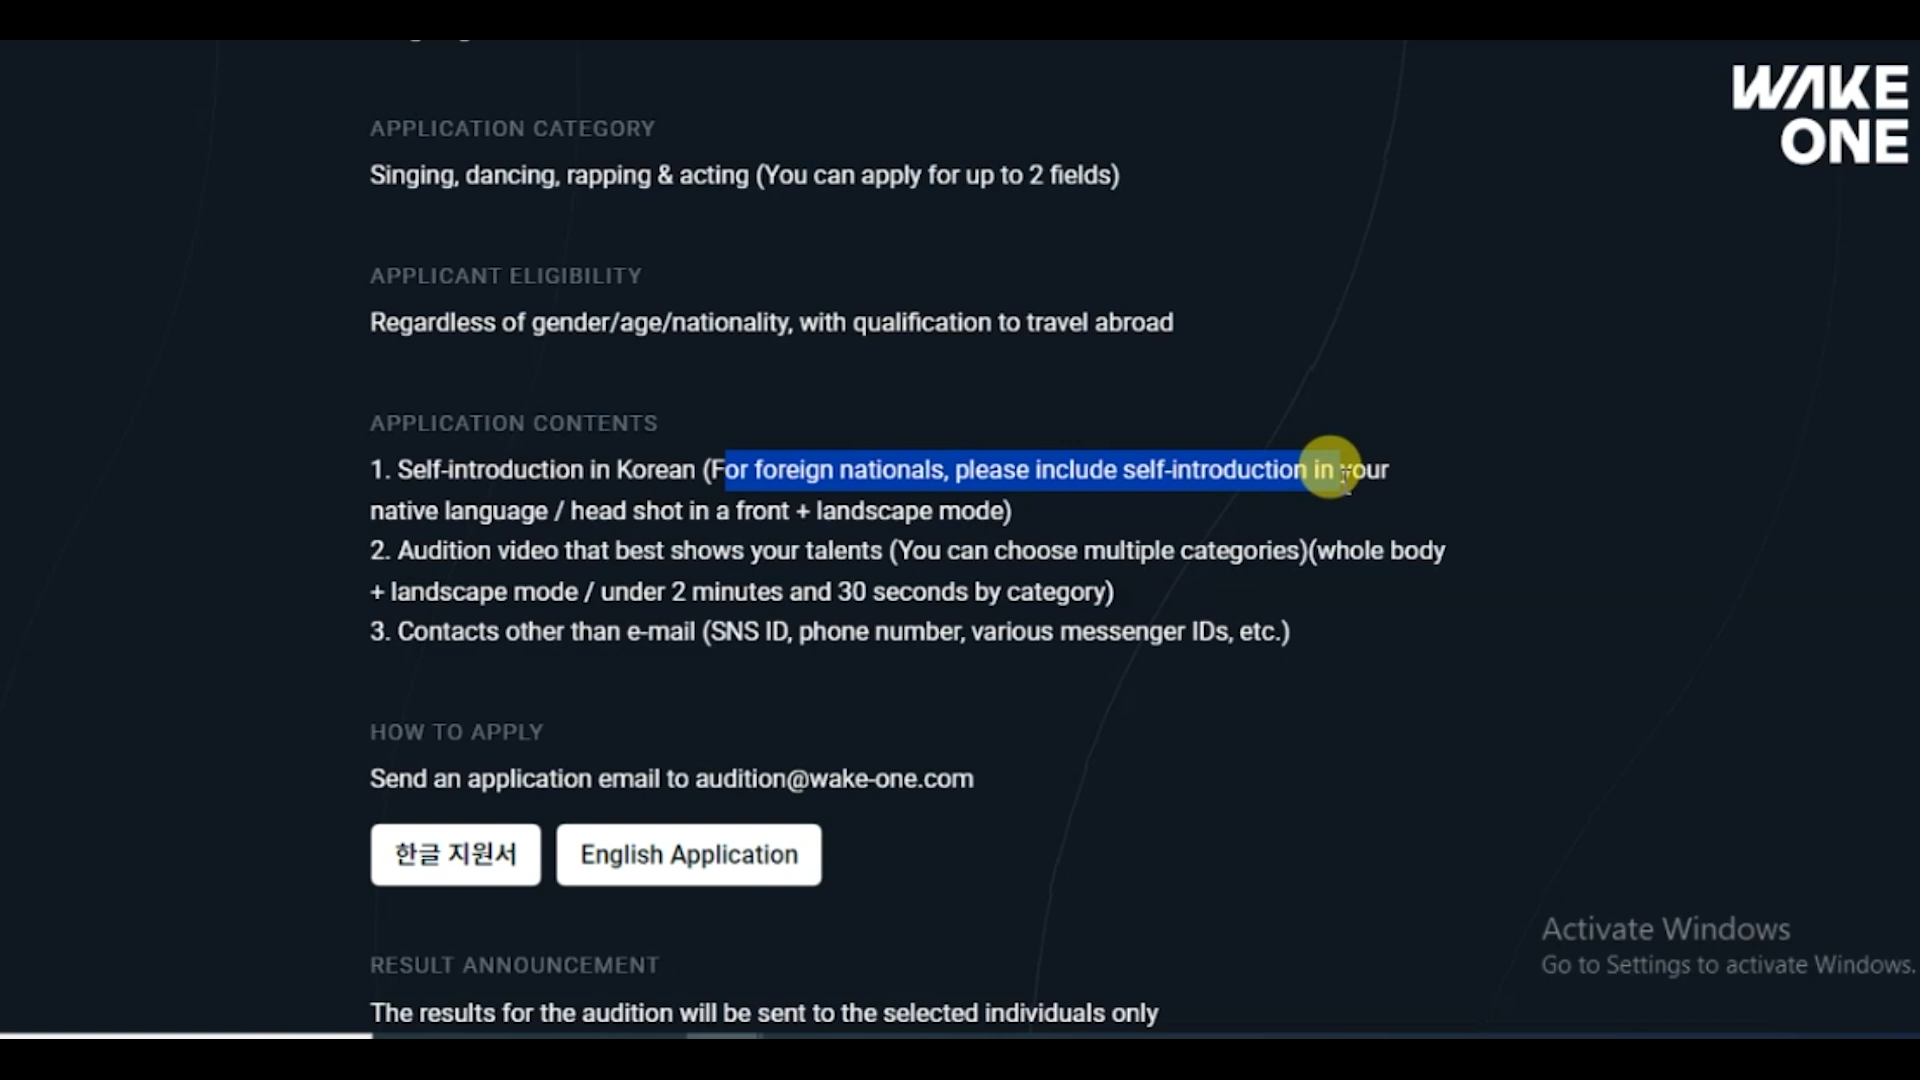 WAKE
ONE
APPLICATION CATEGORY
Singing, dancing, rapping & acting (You can apply for up to 2 fields)
APPLICANT ELIGIBILITY
Regardless of gender/age/nationality, with qualification to travel abroad
APPLICATION CONTENTS
1. Self-introduction in Korean (For foreign nationals, please include self-introduction in your
native language / head shot in a front + landscape mode)
2. Audition video that best shows your talents (You can choose multiple categories)(whole body
+ landscape mode / under 2 minutes and 30 seconds by category)
3. Contacts other than e-mail (SNS ID, phone number, various messenger IDs, etc.)
HOW TO APPLY
Send an application email to audition@wake-one.com
한글 지원서 English Application
Activate Windows
Go to Settings to activate Windows.
RESULT ANNOUNCEMENT
The results for the audition will be sent to the selected individuals only